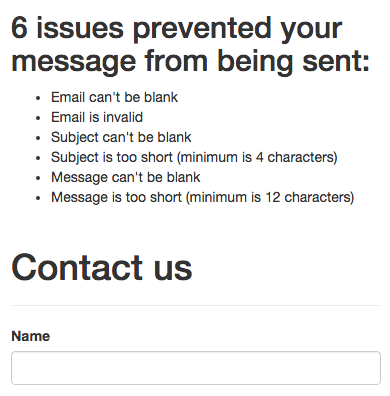 6 issues prevented your
message from being sent:
• Email can't be blank
• Email is invalid
• Subject can't be blank
• Subject is too short (minimum is 4 characters)
• Message can't be blank
• Message is too short (minimum is 12 characters)
Contact us
Name